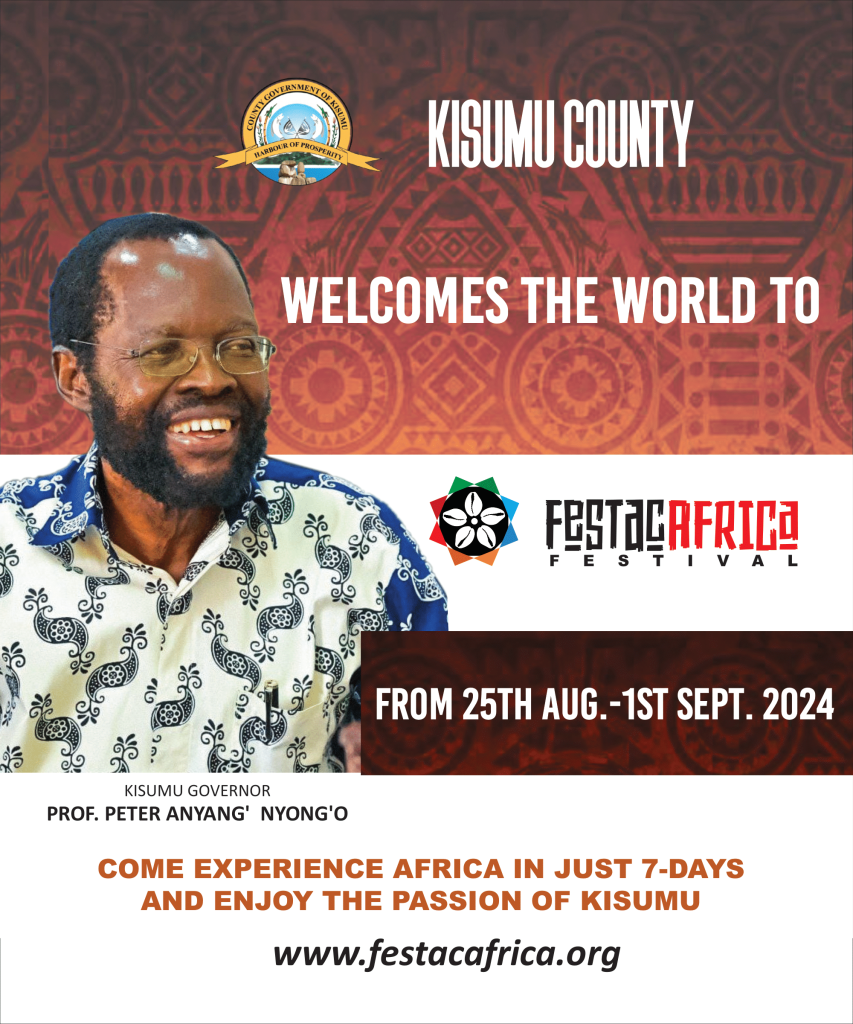 COUNTY GOVERNMENT OF KISUMU
HARBOUR OF PROSPERITY
KISUMU COUNTY
WELCOMES THE WORLD TO
FESTAC AFRICA
FESTIVAL
FROM 25TH AUG.-1ST SEPT. 2024
KISUMU GOVERNOR
PROF. PETER ANYANG' NYONG'O
COME EXPERIENCE AFRICA IN JUST 7-DAYS
AND ENJOY THE PASSION OF KISUMU
www.festacafrica.org